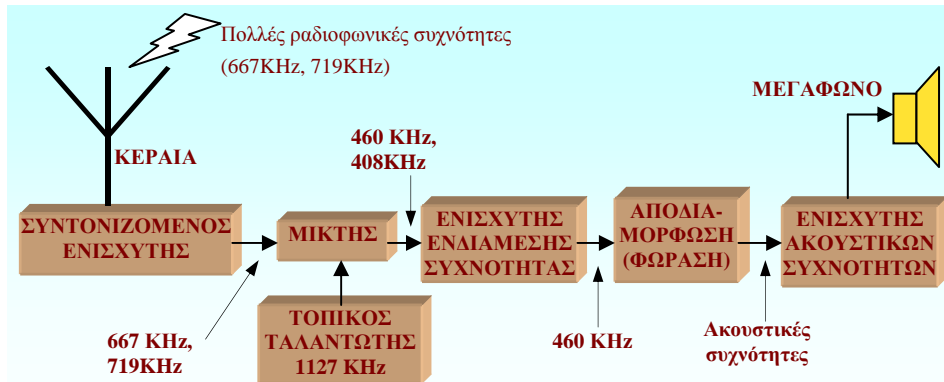 Πολλές ραδιοφωνικές συχνότητες
(667KHz, 719KHz)
ΜΕΓΑΦΩΝΟ
ΚΕΡΑΙΑ
460 KHz,
408KHz
ΣΥΝΤΟΝΙΖΟΜΕΝΟΣ
ΕΝΙΣΧΥΤΗΣ
ΜΙΚΤΗΣ
ΕΝΙΣΧΥΤΗΣ
ΕΝΔΙΑΜΕΣΗΣ
ΣΥΧΝΟΤΗΤΑΣ
ΑΠΟΔΙΑ-
ΜΟΡΦΩΣΗ
(ΦΩΡΑΣΗ)
ΕΝΙΣΧΥΤΗΣ
ΑΚΟΥΣΤΙΚΩΝ
ΣΥΧΝΟΤΗΤΩΝ
667 KHz,
719KHz
ΤΟΠΙΚΟΣ
ΤΑΛΑΝΤΩΤΗΣ
1127 KHz
460 KHz
Ακουστικές
συχνότητες